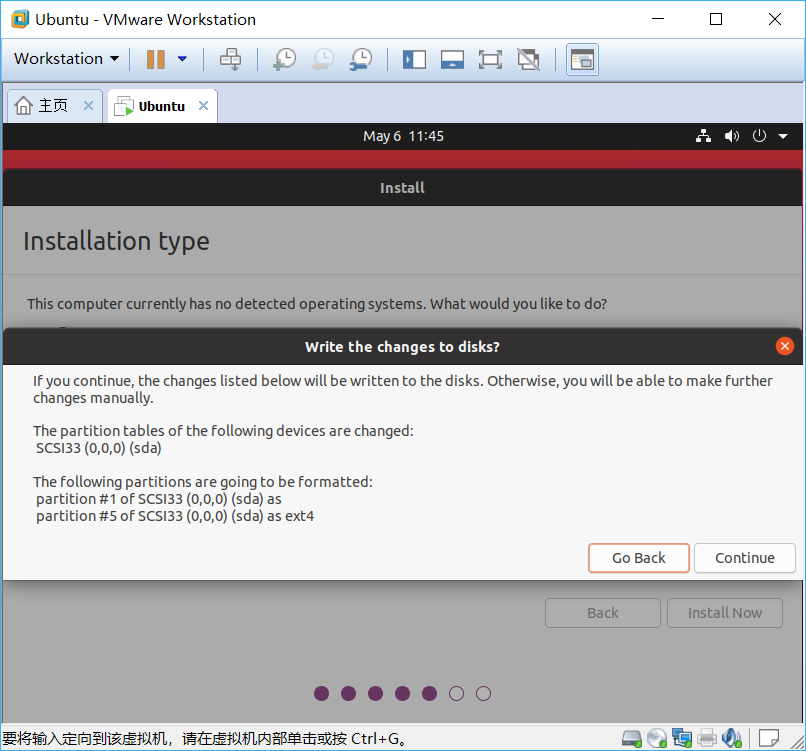 Ubuntu - VMware Workstation
Workstation
主页
Ubuntu
May 6 11:45
Install
Installation type
This computer currently has no detected operating systems. What would you like to do?
Write the changes to disks?
If you continue, the changes listed below will be written to the disks. Otherwise, you will be able to make further
changes manually.
The partition tables of the following devices are changed:
SCSI33 (0,0,0) (sda)
The following partitions are going to be formatted:
partition #1 of SCSI33 (0,0,0) (sda) as
partition #5 of SCSI33 (0,0,0) (sda) as ext4
Go Back
Continue
Back
Install Now
要将输入定向到该虚拟机，请在虚拟机内部单击或按 Ctrl+G。